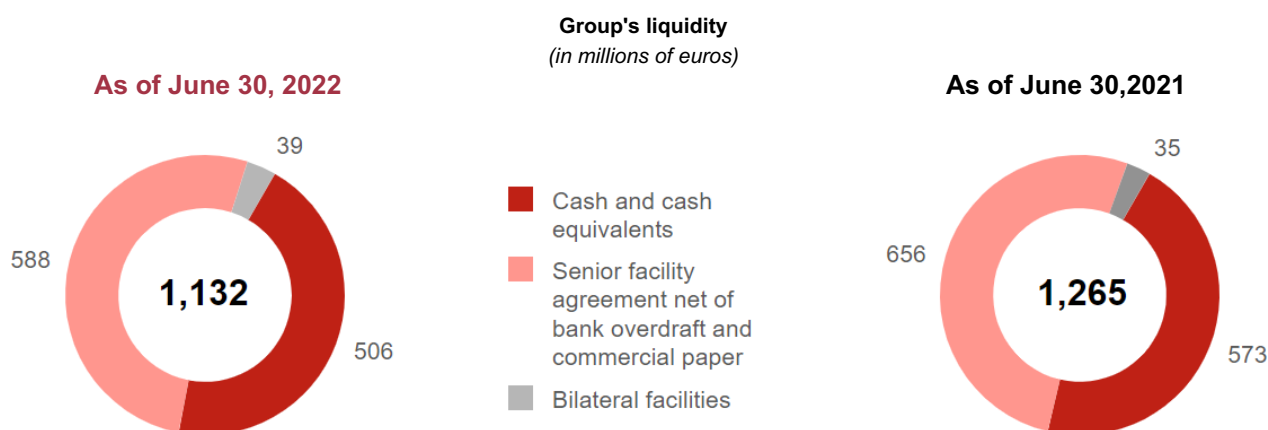 Group's liquidity
(in millions of euros)
As of June 30, 2022
As of June 30,2021
39
588
1,132
506
Cash and cash
equivalents
Senior facility
agreement net of
bank overdraft and
commercial paper
Bilateral facilities
35
656
1,265
573